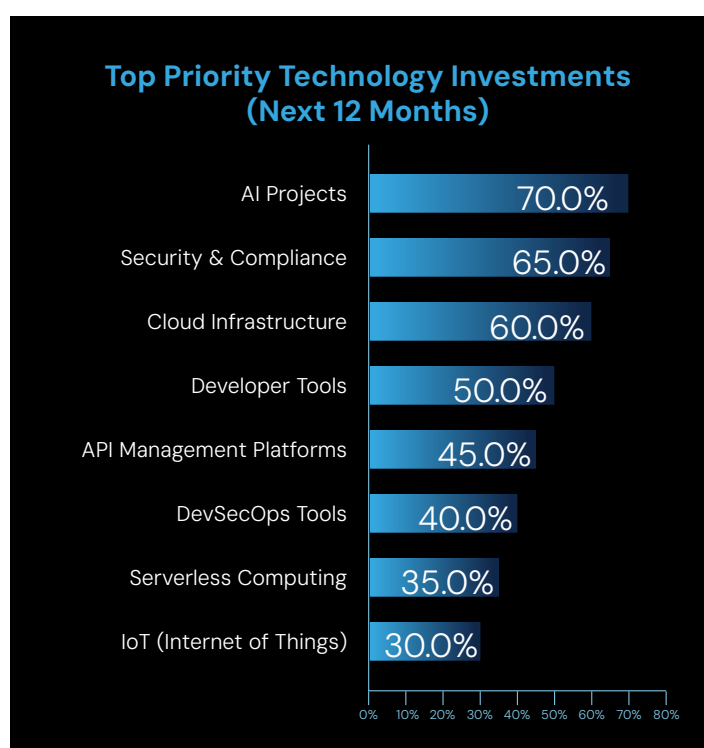 Top Priority Technology Investments
(Next 12 Months)
AI Projects 70.0%
Security & Compliance 65.0%
Cloud Infrastructure 60.0%
Developer Tools 50.0%
API Management Platforms 45.0%
DevSecOps Tools 40.0%
Serverless Computing 35.0%
IoT (Internet of Things) 30.0%
0% 10% 20% 30% 40% 50% 60% 70% 80%